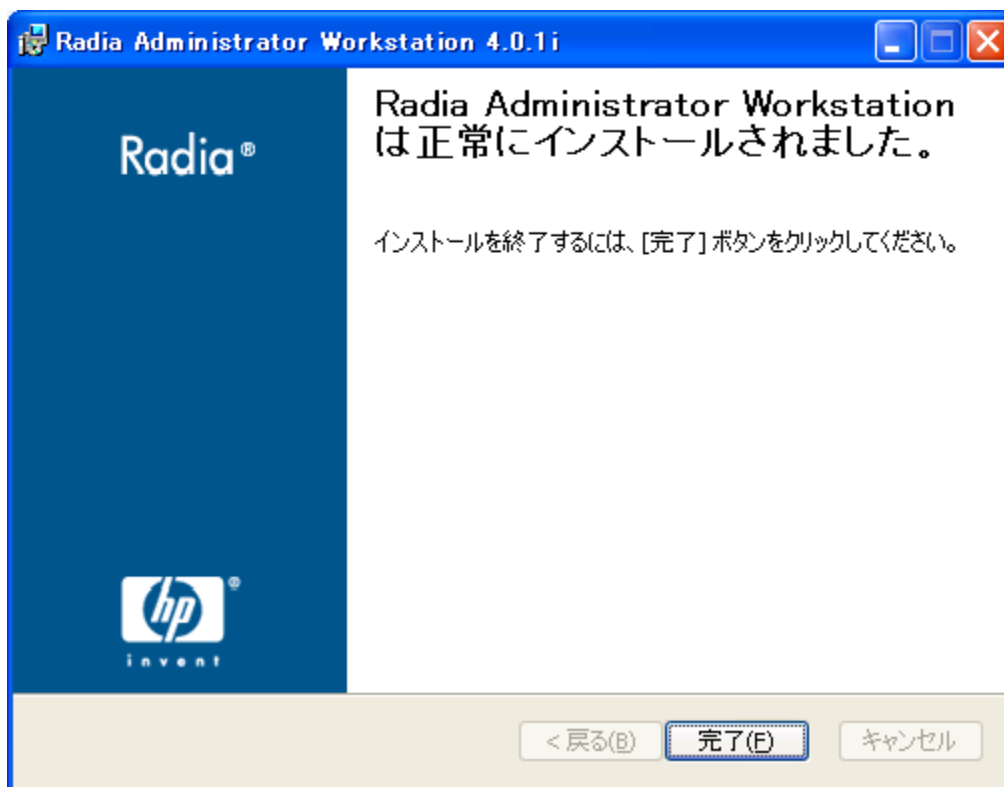 Radia Administrator Workstation 4.0.1i
Radia®
Radia Administrator Workstation
は正常にインストールされました。
インストールを終了するには、[完了] ボタンをクリックしてください。
hp®
invent
< 戻る(B)
完了(F)
キャンセル